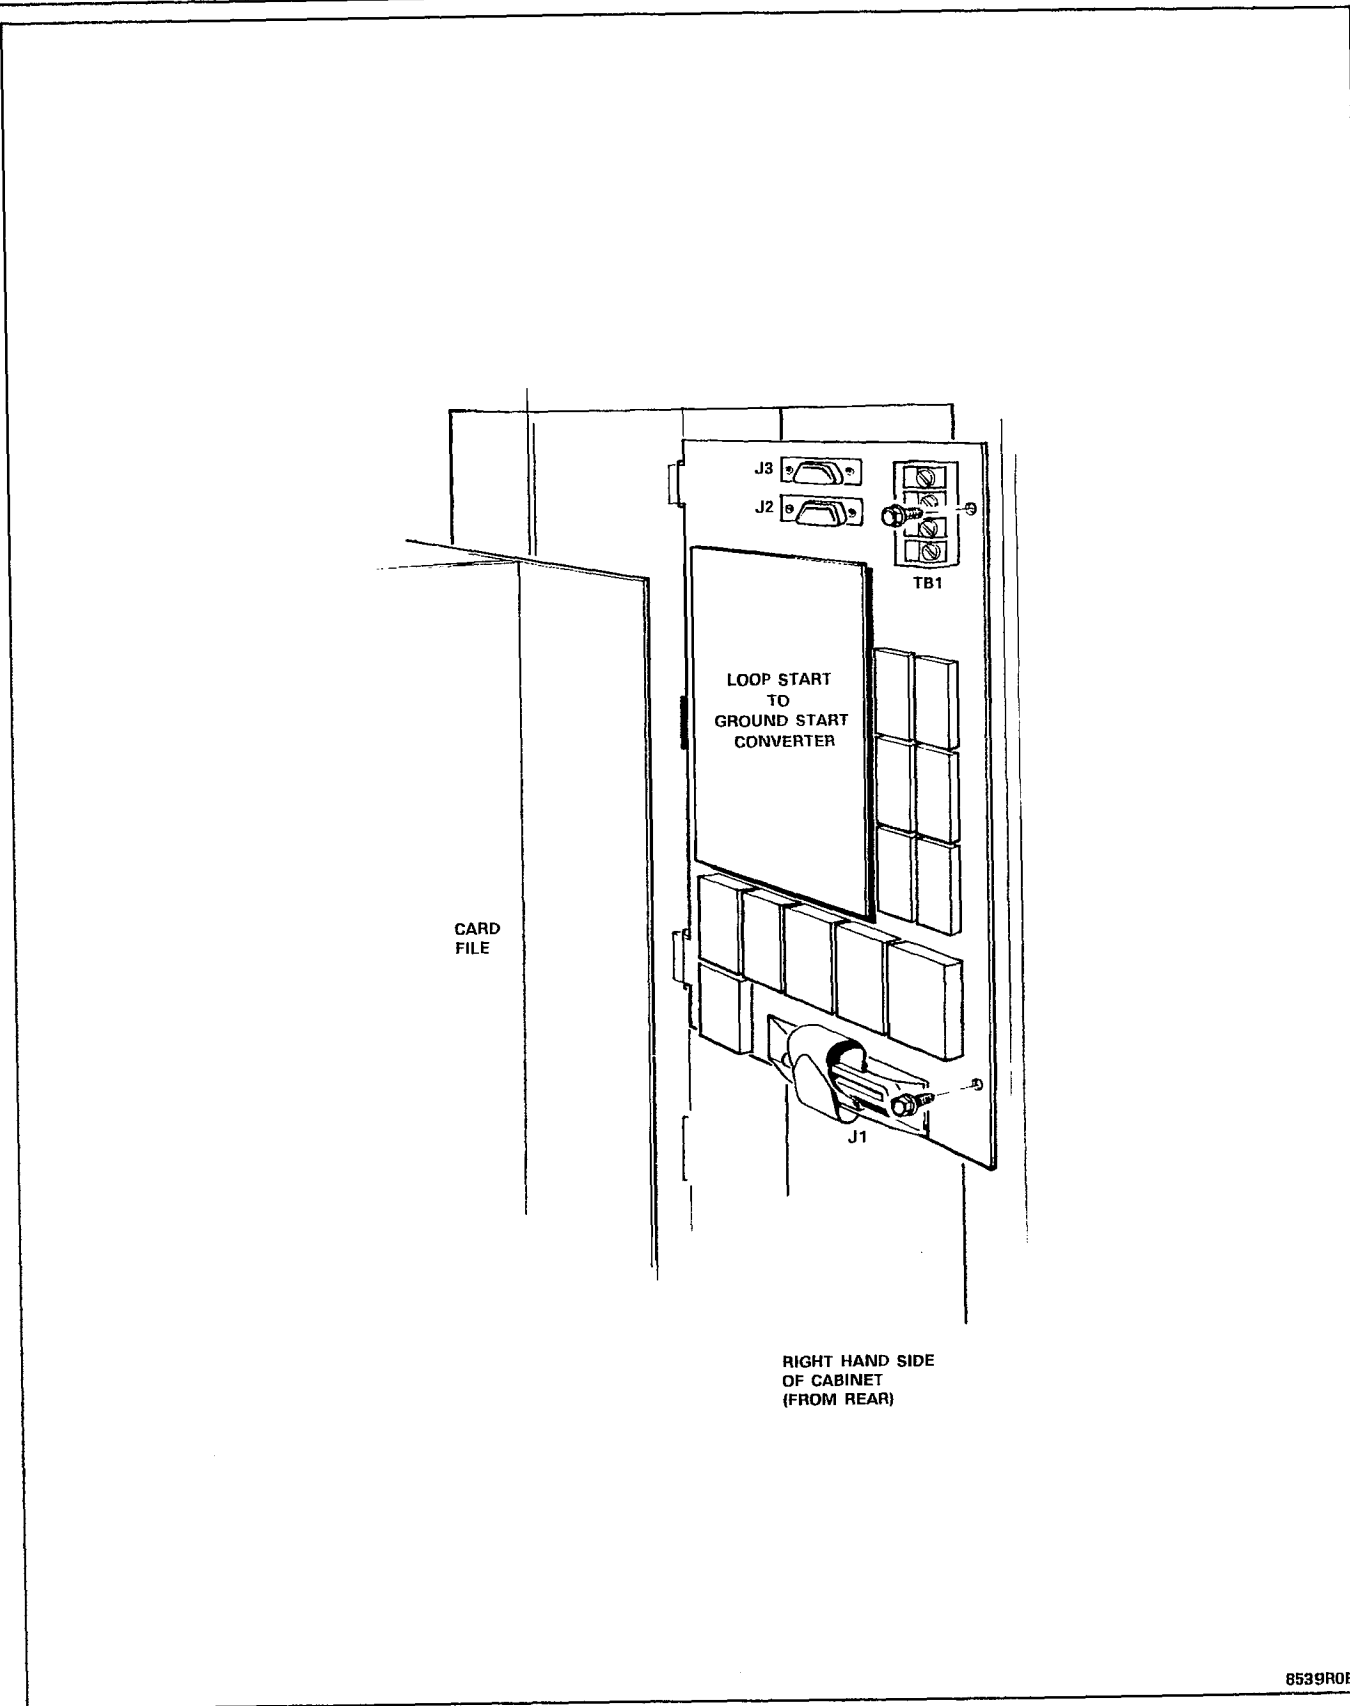 J3
J2
TB1
LOOP START
TO
GROUND START
CONVERTER
CARD
FILE
J1
RIGHT HAND SIDE
OF CABINET
(FROM REAR)